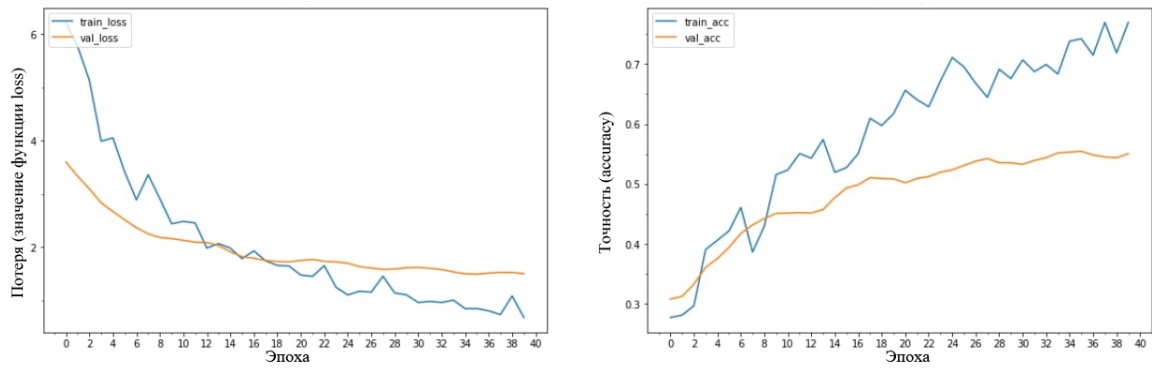 train_loss
val_loss
6
4
2
0 2 4 6 8 10 12 14 16 18 20 22 24 26 28 30 32 34 36 38 40
Эпоха
Потеря (значение функции loss)
train_acc
val_acc
0.7
0.6
0.5
0.4
0.3
0 2 4 6 8 10 12 14 16 18 20 22 24 26 28 30 32 34 36 38 40
Эпоха
Точность (accuracy)